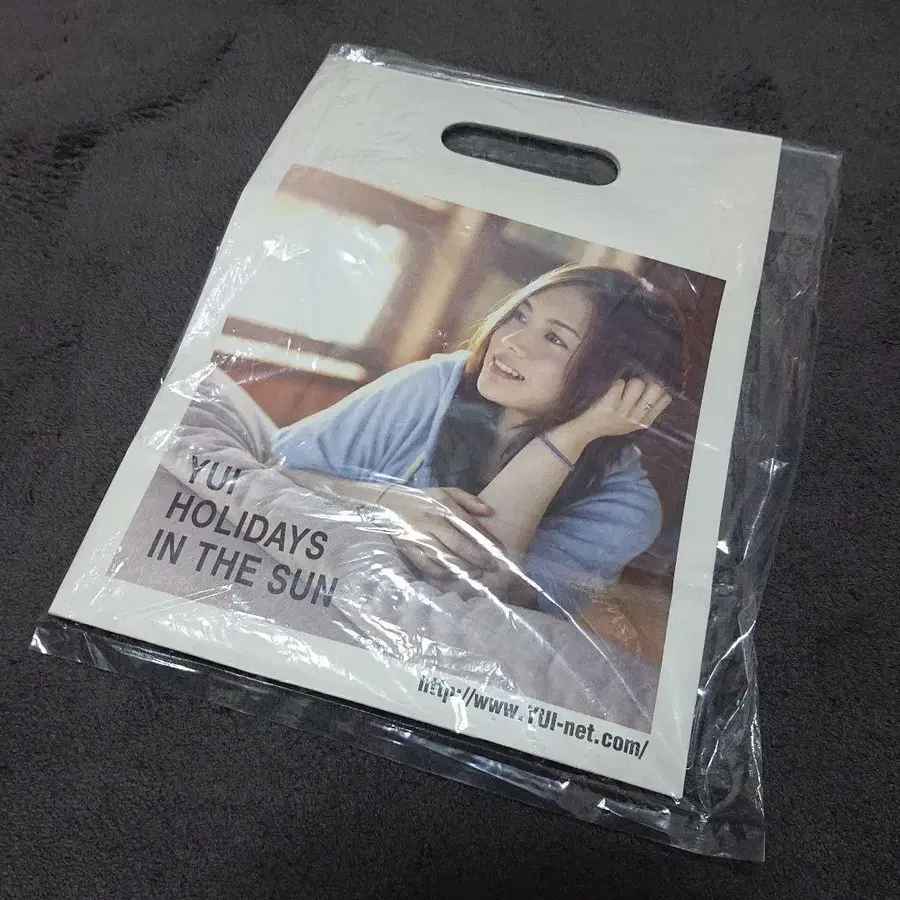 YUI
HOLIDAYS
IN THE SUN
http://www.YUI-net.com/